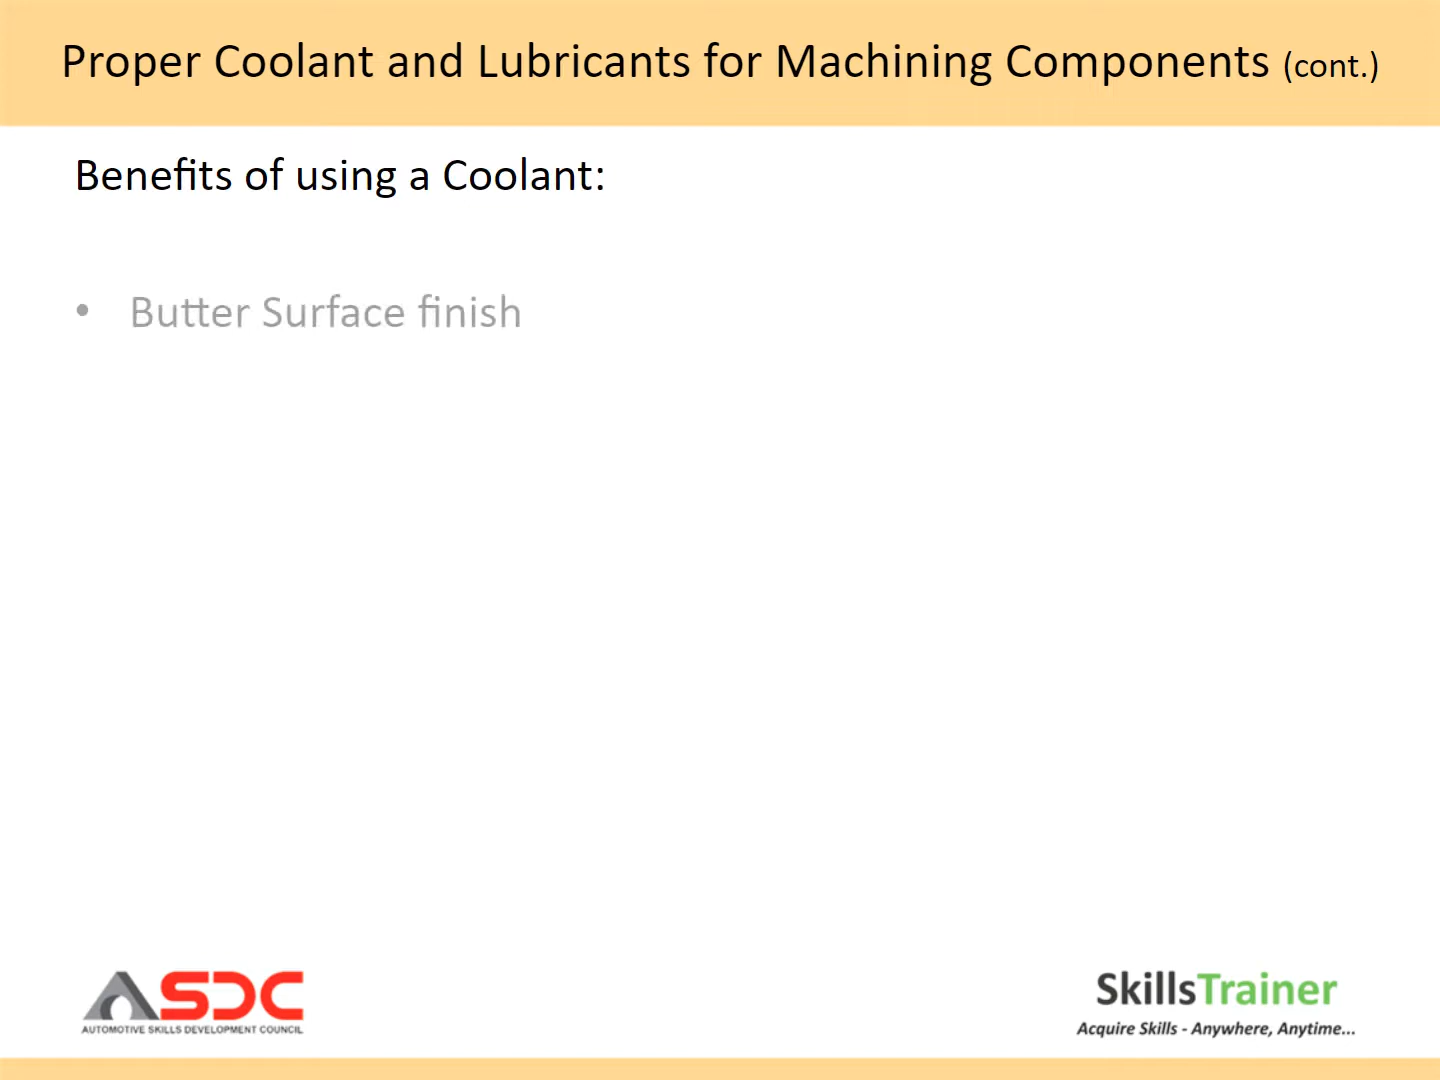 Proper Coolant and Lubricants for Machining Components (cont.)
Benefits of using a Coolant:
• Butter Surface finish
ASDC
AUTOMOTIVE SKILLS DEVELOPMENT COUNCIL
SkillsTrainer
Acquire Skills - Anywhere, Anytime...